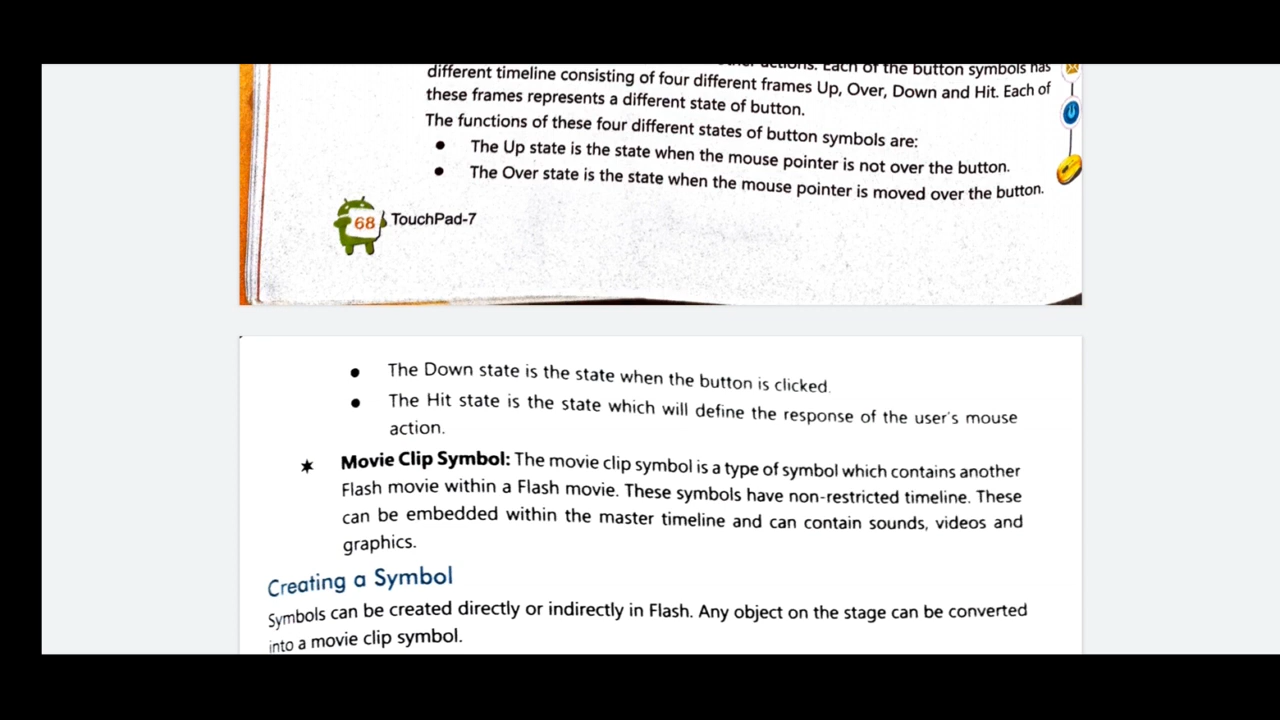 actions. Each of the button symbols has
different timeline consisting of four different frames Up, Over, Down and Hit. Each of
these frames represents a different state of button.
The functions of these four different states of button symbols are:
● The Up state is the state when the mouse pointer is not over the button.
● The Over state is the state when the mouse pointer is moved over the button.
68 TouchPad-7
● The Down state is the state when the button is clicked.
● The Hit state is the state which will define the response of the user's mouse
action.
✶ Movie Clip Symbol: The movie clip symbol is a type of symbol which contains another
Flash movie within a Flash movie. These symbols have non-restricted timeline. These
can be embedded within the master timeline and can contain sounds, videos and
graphics.
Creating a Symbol
Symbols can be created directly or indirectly in Flash. Any object on the stage can be converted
into a movie clip symbol.